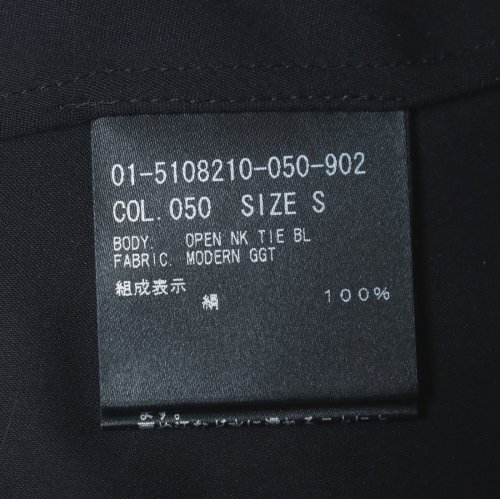 01-5108210-050-902
COL. 050 SIZE S
BODY. OPEN NK TIE BL
FABRIC. MODERN GGT
組成表示
絹 100%